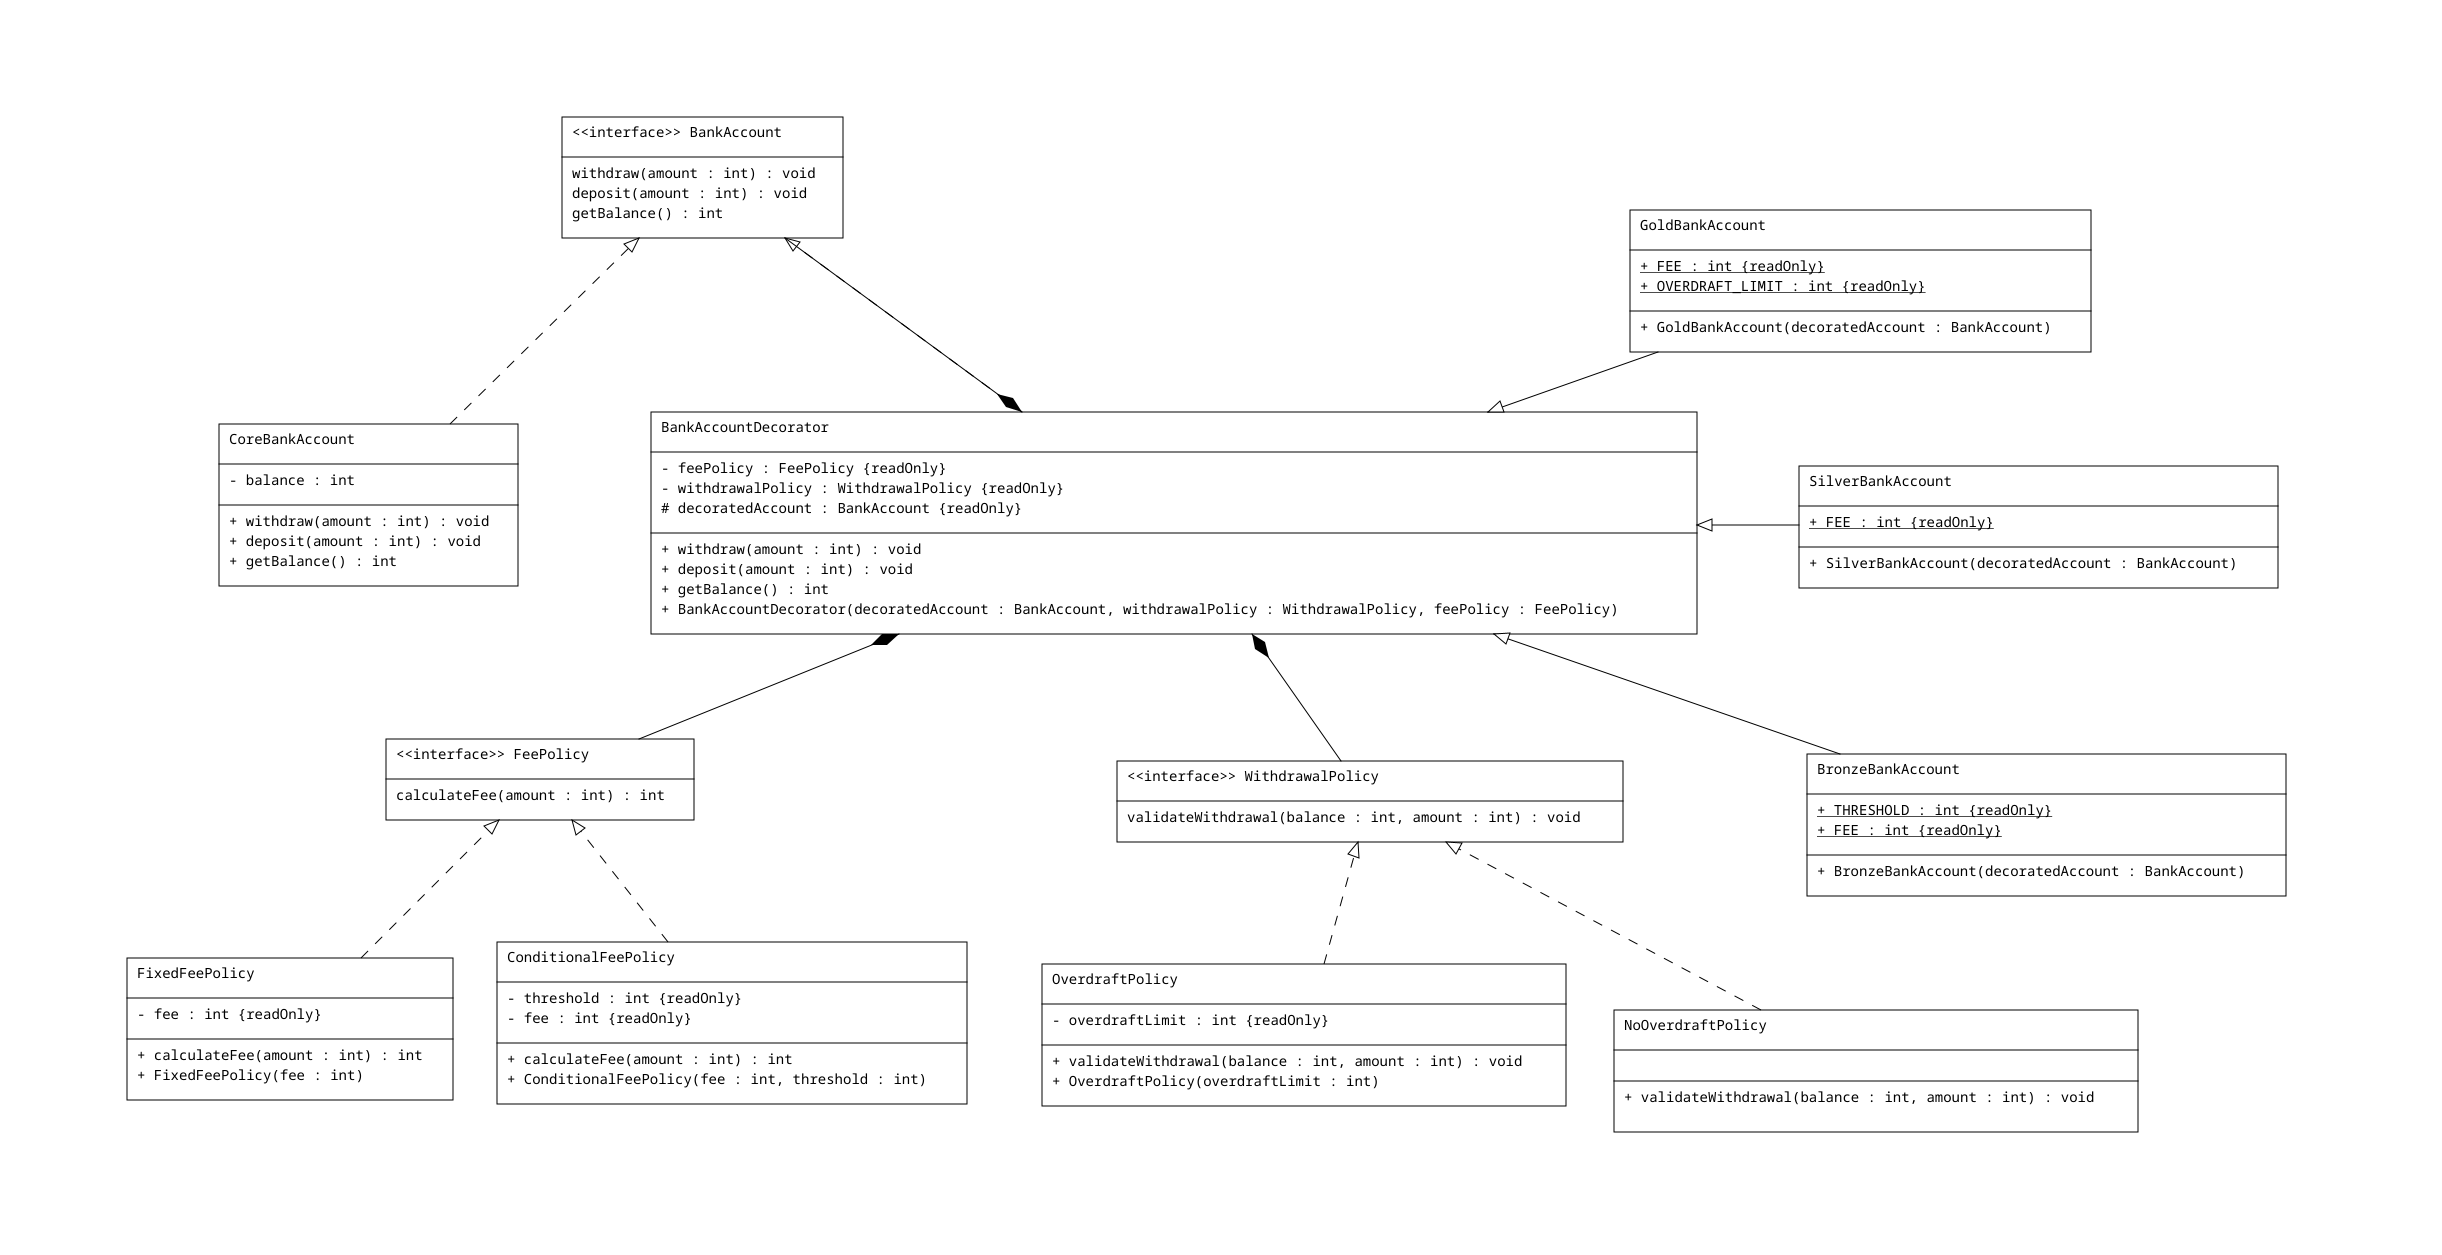 <<interface>> BankAccount
withdraw(amount : int) : void
deposit(amount : int) : void
getBalance() : int
GoldBankAccount
+ FEE : int {readOnly}
+ OVERDRAFT_LIMIT : int {readOnly}
+ GoldBankAccount(decoratedAccount : BankAccount)
CoreBankAccount
- balance : int
+ withdraw(amount : int) : void
+ deposit(amount : int) : void
+ getBalance() : int
BankAccountDecorator
- feePolicy : FeePolicy {readOnly}
- withdrawalPolicy : WithdrawalPolicy {readOnly}
# decoratedAccount : BankAccount {readOnly}
+ withdraw(amount : int) : void
+ deposit(amount : int) : void
+ getBalance() : int
+ BankAccountDecorator(decoratedAccount : BankAccount, withdrawalPolicy : WithdrawalPolicy, feePolicy : FeePolicy)
SilverBankAccount
+ FEE : int {readOnly}
+ SilverBankAccount(decoratedAccount : BankAccount)
<<interface>> FeePolicy
calculateFee(amount : int) : int
<<interface>> WithdrawalPolicy
validateWithdrawal(balance : int, amount : int) : void
BronzeBankAccount
+ THRESHOLD : int {readOnly}
+ FEE : int {readOnly}
+ BronzeBankAccount(decoratedAccount : BankAccount)
FixedFeePolicy
- fee : int {readOnly}
+ calculateFee(amount : int) : int
+ FixedFeePolicy(fee : int)
ConditionalFeePolicy
- threshold : int {readOnly}
- fee : int {readOnly}
+ calculateFee(amount : int) : int
+ ConditionalFeePolicy(fee : int, threshold : int)
OverdraftPolicy
- overdraftLimit : int {readOnly}
+ validateWithdrawal(balance : int, amount : int) : void
+ OverdraftPolicy(overdraftLimit : int)
NoOverdraftPolicy
+ validateWithdrawal(balance : int, amount : int) : void